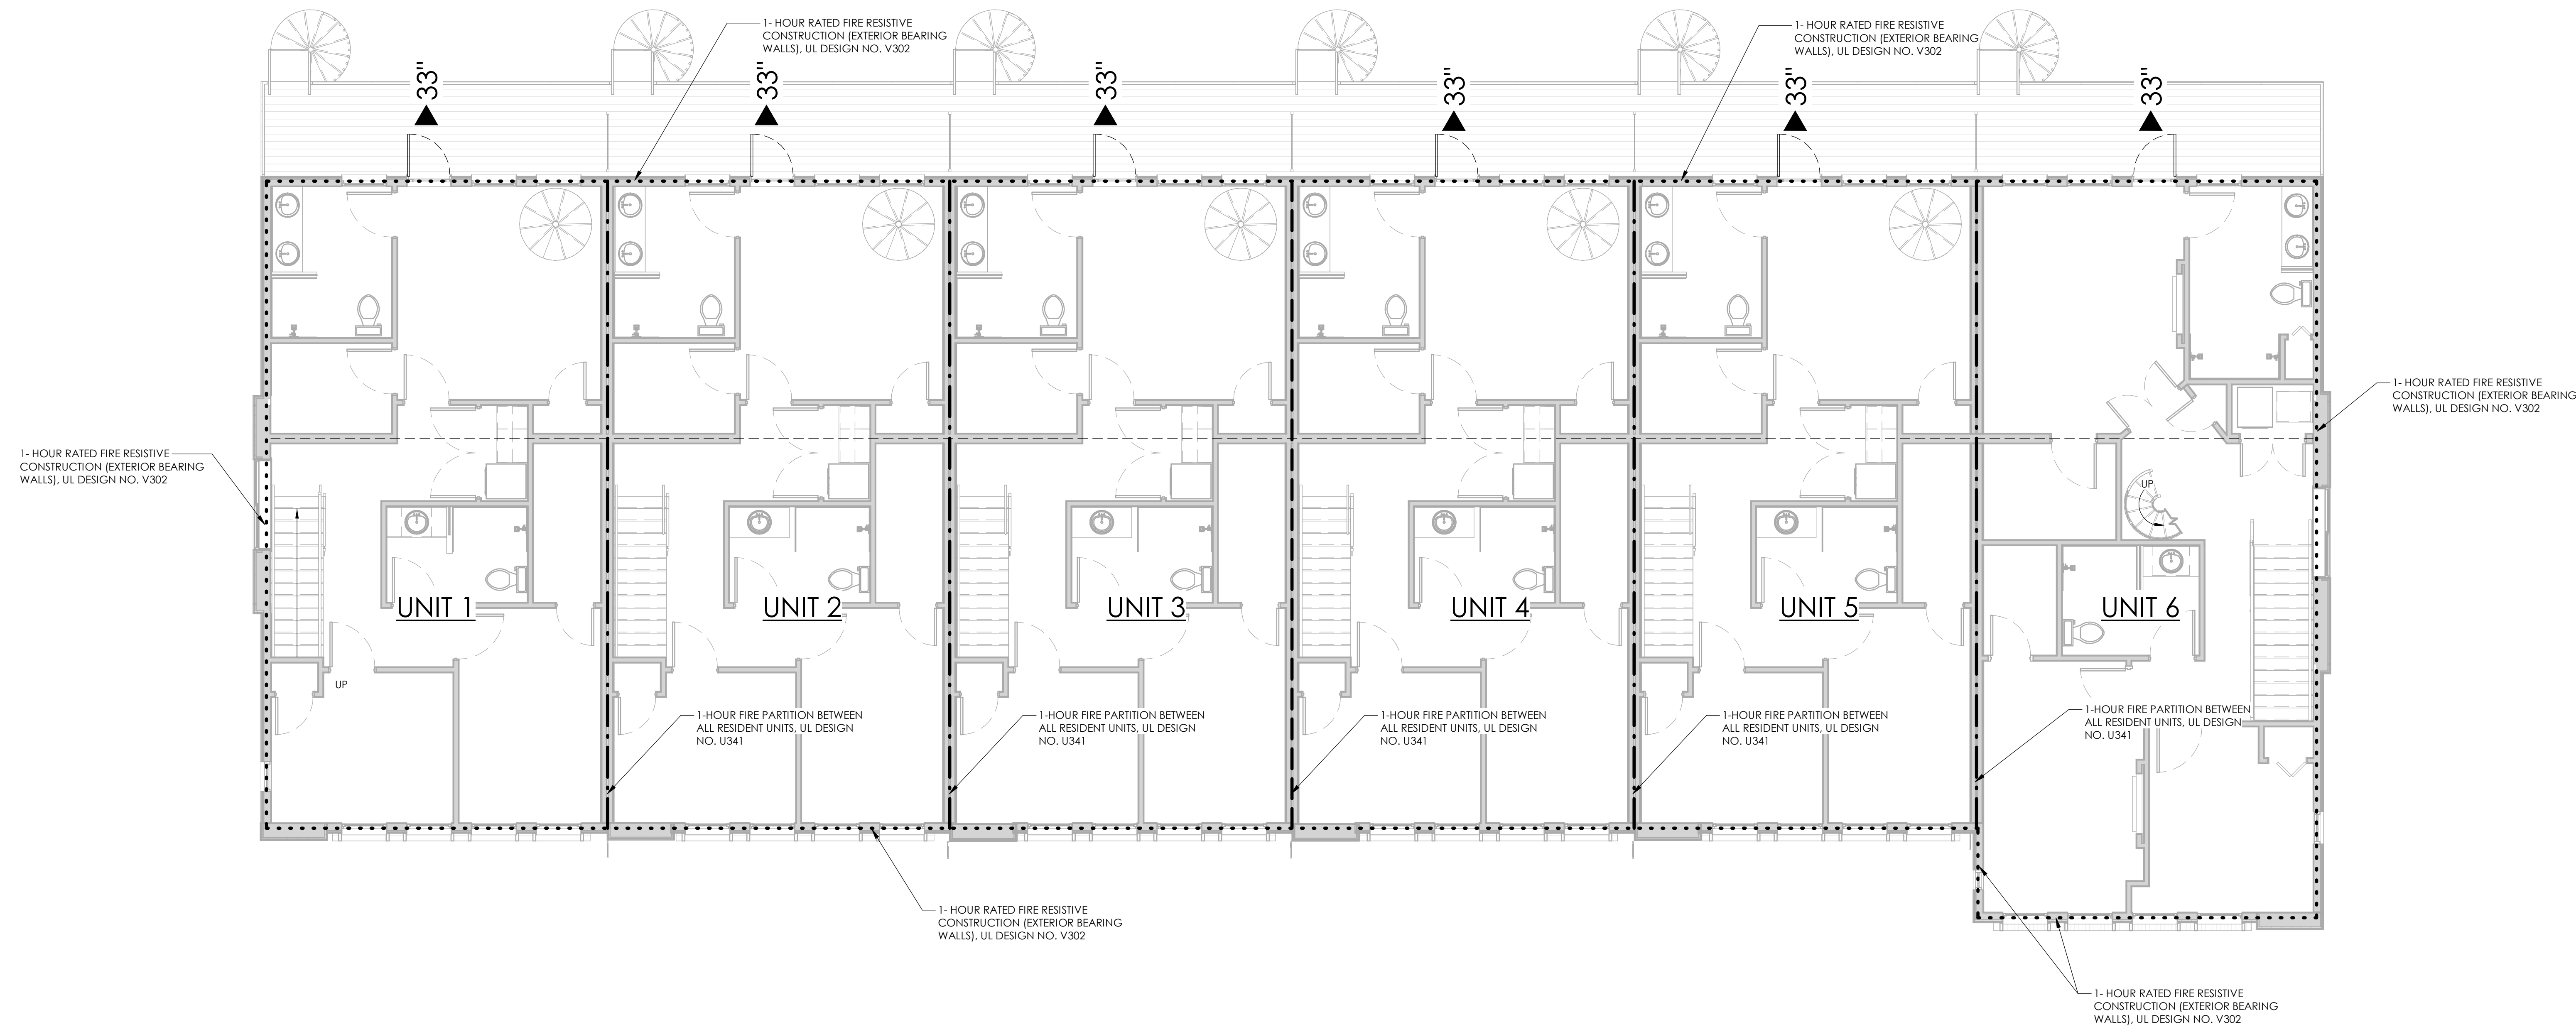 1- HOUR RATED FIRE RESISTIVE
CONSTRUCTION (EXTERIOR BEARING
WALLS), UL DESIGN NO. V302
1- HOUR RATED FIRE RESISTIVE
CONSTRUCTION (EXTERIOR BEARING
WALLS), UL DESIGN NO. V302
33"
33"
33"
33"
33"
33"
1- HOUR RATED FIRE RESISTIVE
CONSTRUCTION (EXTERIOR BEARING
WALLS), UL DESIGN NO. V302
1- HOUR RATED FIRE RESISTIVE
CONSTRUCTION (EXTERIOR BEARING
WALLS), UL DESIGN NO. V302
UP
UNIT 1
UNIT 2
UNIT 3
UNIT 4
UNIT 5
UNIT 6
UP
1-HOUR FIRE PARTITION BETWEEN
ALL RESIDENT UNITS, UL DESIGN
NO. U341
1-HOUR FIRE PARTITION BETWEEN
ALL RESIDENT UNITS, UL DESIGN
NO. U341
1-HOUR FIRE PARTITION BETWEEN
ALL RESIDENT UNITS, UL DESIGN
NO. U341
1-HOUR FIRE PARTITION BETWEEN
ALL RESIDENT UNITS, UL DESIGN
NO. U341
1-HOUR FIRE PARTITION BETWEEN
ALL RESIDENT UNITS, UL DESIGN
NO. U341
1- HOUR RATED FIRE RESISTIVE
CONSTRUCTION (EXTERIOR BEARING
WALLS), UL DESIGN NO. V302
1- HOUR RATED FIRE RESISTIVE
CONSTRUCTION (EXTERIOR BEARING
WALLS), UL DESIGN NO. V302